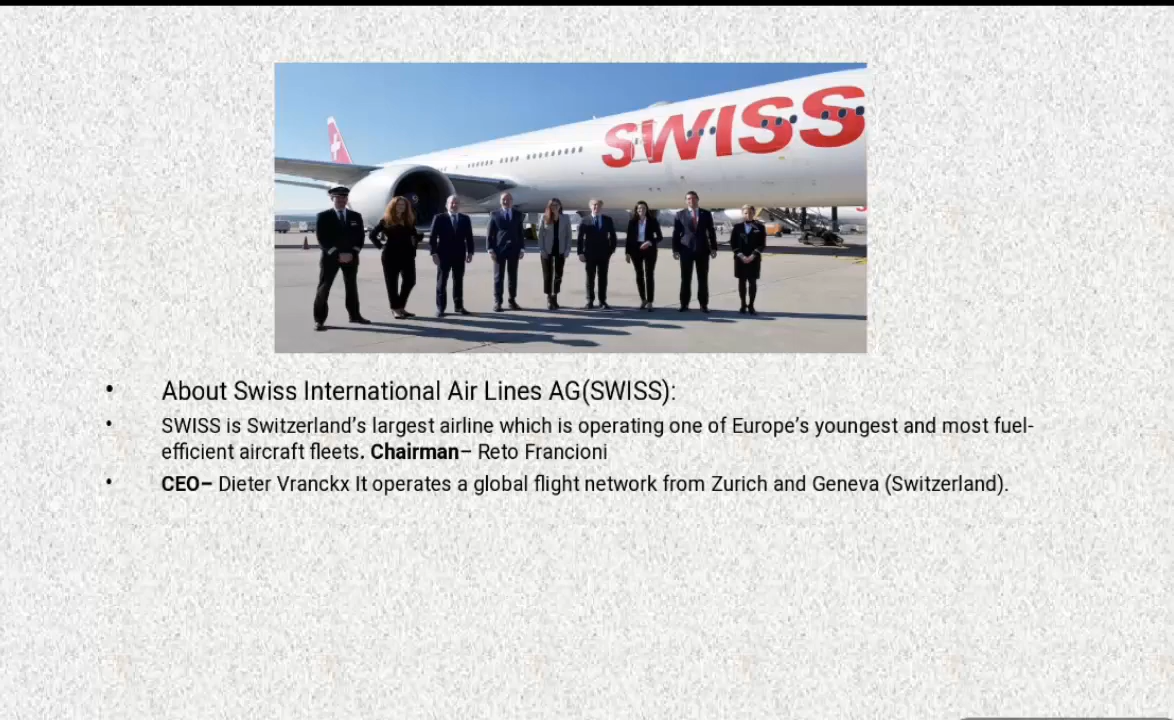 SWISS
• About Swiss International Air Lines AG(SWISS):
• SWISS is Switzerland’s largest airline which is operating one of Europe’s youngest and most fuel-
efficient aircraft fleets. Chairman– Reto Francioni
• CEO– Dieter Vranckx It operates a global flight network from Zurich and Geneva (Switzerland).